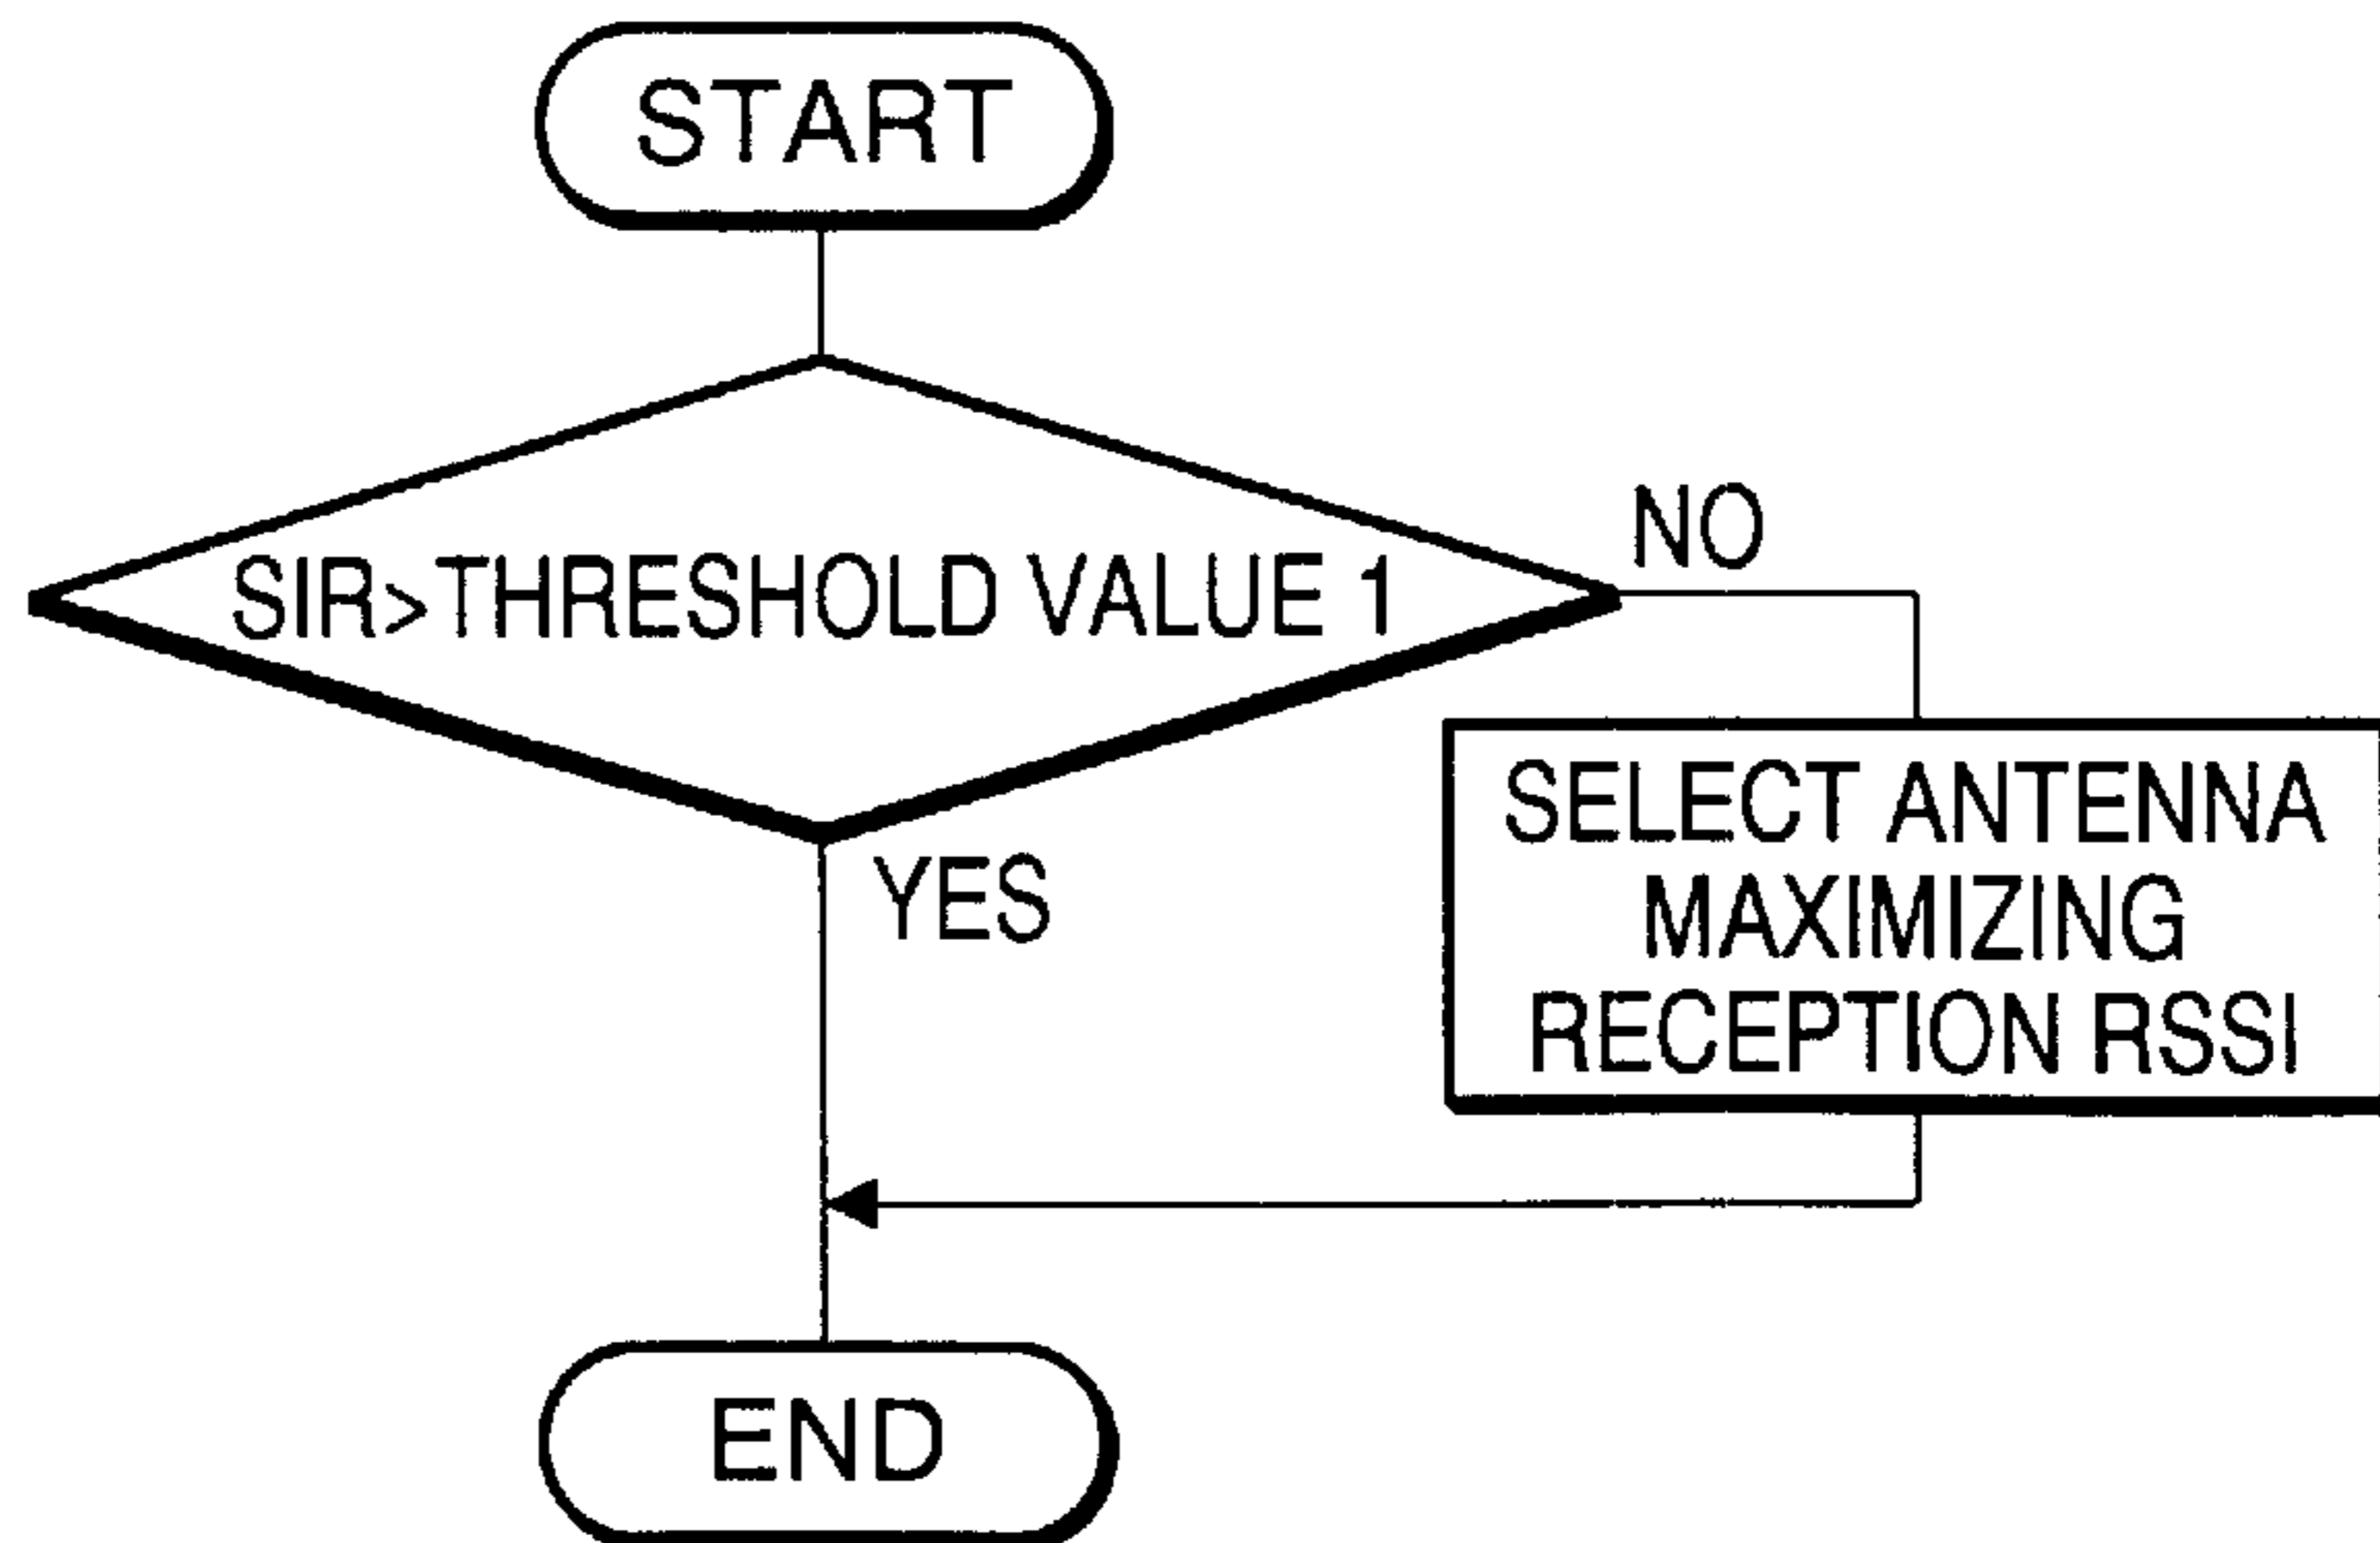 START
SIR>THRESHOLD VALUE 1
NO
YES
SELECT ANTENNA
MAXIMIZING
RECEPTION RSSI
END